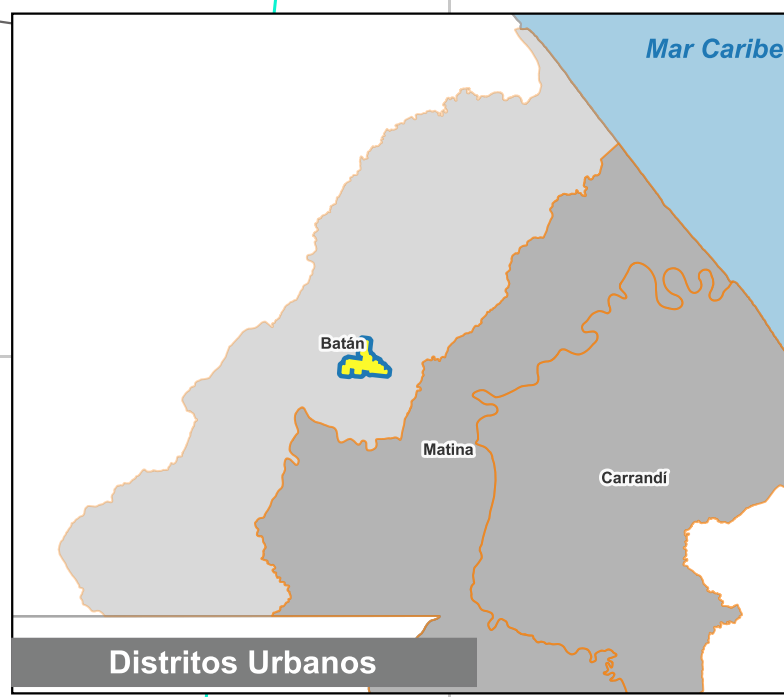 Mar Caribe
Batán
Matina
Carrandí
Distritos Urbanos